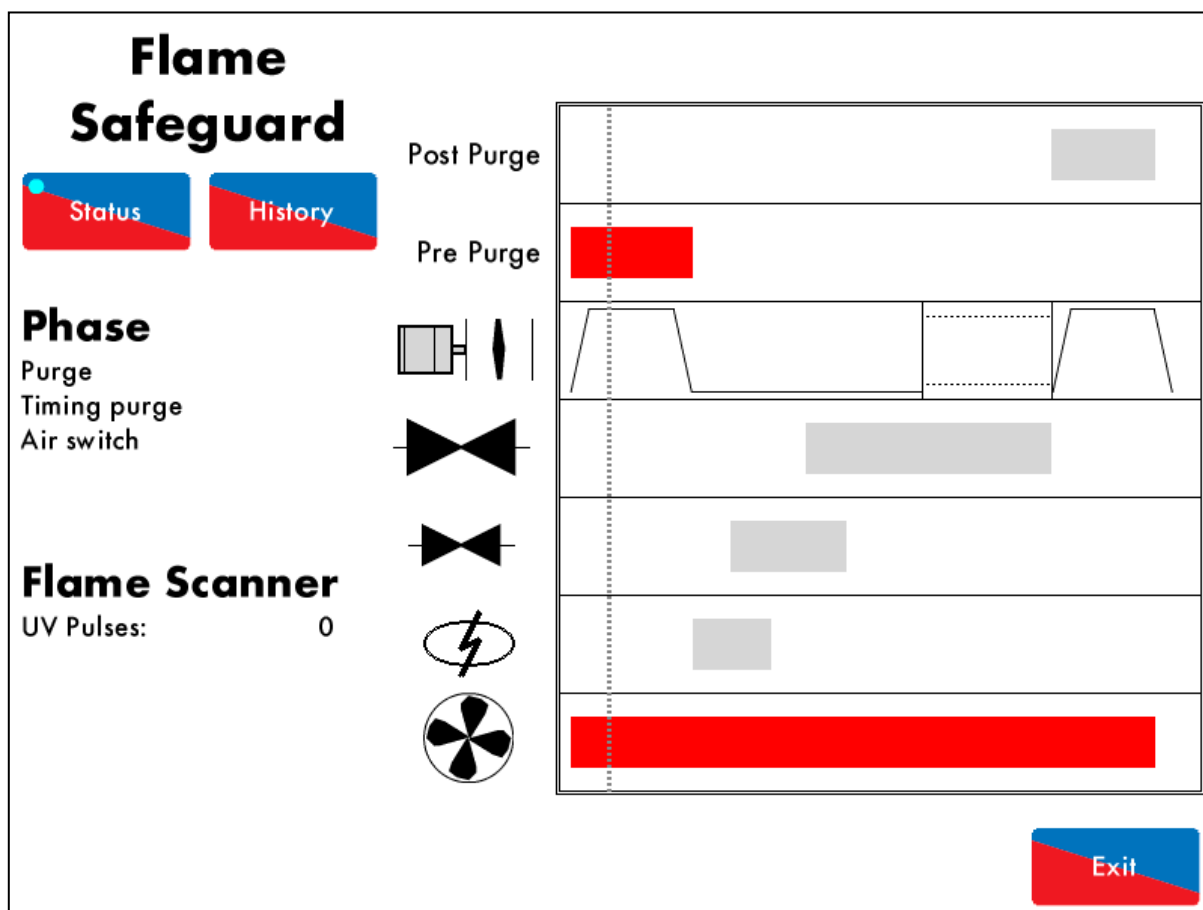 Flame
Safeguard
Status
History
Phase
Purge
Timing purge
Air switch
Flame Scanner
UV Pulses: 0
Post Purge
Pre Purge
Exit